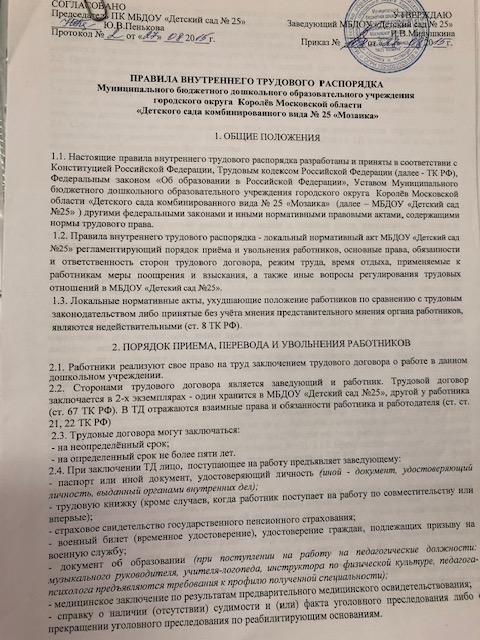 СОГЛАСОВАНО
УТВЕРЖДАЮ
Председатель ПК МБДОУ «Детский сад № 25»
Заведующий МБДОУ «Детский сад № 25»
Ю.В.Пенькова
И.В.Милушкина
Протокол № 2 от «27» 08 2015г.
Приказ № от « » 08 2015г.
ПРАВИЛА ВНУТРЕННЕГО ТРУДОВОГО РАСПОРЯДКА
Муниципального бюджетного дошкольного образовательного учреждения
городского округа Королёв Московской области
«Детского сада комбинированного вида № 25 «Мозаика»
1. ОБЩИЕ ПОЛОЖЕНИЯ
1.1. Настоящие правила внутреннего трудового распорядка разработаны и приняты в соответствии с
Конституцией Российской Федерации, Трудовым кодексом Российской Федерации (далее - ТК РФ),
Федеральным законом «Об образовании в Российской Федерации», Уставом Муниципального
бюджетного дошкольного образовательного учреждения городского округа Королёв Московской
области «Детского сада комбинированного вида № 25 «Мозаика» (далее – МБДОУ «Детский сад
№25» ) другими федеральными законами и иными нормативными правовыми актами, содержащими
нормы трудового права.
1.2. Правила внутреннего трудового распорядка - локальный нормативный акт МБДОУ «Детский сад
№25» регламентирующий порядок приёма и увольнения работников, основные права, обязанности
и ответственность сторон трудового договора, режим труда, время отдыха, применяемые к
работникам меры поощрения и взыскания, а также иные вопросы регулирования трудовых
отношений в МБДОУ «Детский сад №25».
1.3. Локальные нормативные акты, ухудшающие положение работников по сравнению с трудовым
законодательством либо принятые без учёта мнения представительного мнения органа работников,
являются недействительными (ст. 8 ТК РФ).
2. ПОРЯДОК ПРИЕМА, ПЕРЕВОДА И УВОЛЬНЕНИЯ РАБОТНИКОВ
2.1. Работники реализуют свое право на труд заключением трудового договора о работе в данном
дошкольном учреждении.
2.2. Сторонами трудового договора является заведующий и работник. Трудовой договор
заключается в 2-х экземплярах - один хранится в МБДОУ «Детский сад №25», другой у работника
(ст. 67 ТК РФ). В ТД отражаются взаимные права и обязанности работника и работодателя (ст. ст.
21, 22 ТК РФ)
2.3. Трудовые договора могут заключаться:
- на неопределённый срок;
- на определенный срок не более пяти лет.
2.4. При заключении ТД лицо, поступающее на работу предъявляет заведующему:
- паспорт или иной документ, удостоверяющий личность (иной - документ, удостоверяющий
личность, выданный органами внутренних дел);
- трудовую книжку (кроме случаев, когда работник поступает на работу по совместительству или
впервые);
- страховое свидетельство государственного пенсионного страхования;
- военный билет (временное удостоверение), удостоверение граждан, подлежащих призыву на
военную службу;
- документ об образовании (при поступлении на работу на педагогические должности:
музыкального руководителя, учителя-логопеда, инструктора по физической культуре, педагога-
психолога предъявляются требования к профилю полученной специальности);
- медицинское заключение по результатам предварительного медицинского освидетельствования;
- справку о наличии (отсутствии) судимости и (или) факта уголовного преследования либо о
прекращении уголовного преследования по реабилитирующим основаниям.